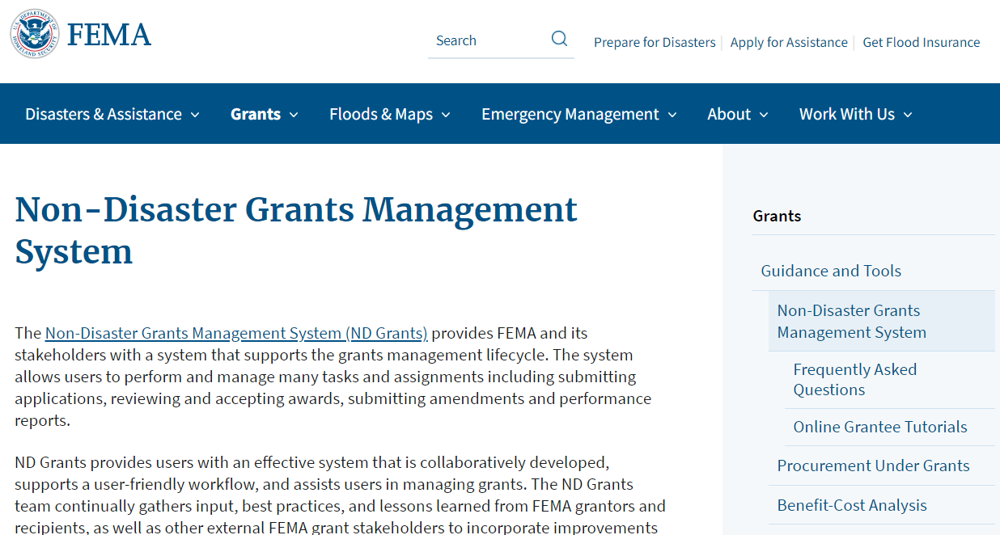 U.S. DEPARTMENT OF HOMELAND SECURITY
FEMA
Search
Prepare for Disasters
Apply for Assistance
Get Flood Insurance
Disasters & Assistance
Grants
Floods & Maps
Emergency Management
About
Work With Us
Non-Disaster Grants Management
System
The Non-Disaster Grants Management System (ND Grants) provides FEMA and its
stakeholders with a system that supports the grants management lifecycle. The system
allows users to perform and manage many tasks and assignments including submitting
applications, reviewing and accepting awards, submitting amendments and performance
reports.
ND Grants provides users with an effective system that is collaboratively developed,
supports a user-friendly workflow, and assists users in managing grants. The ND Grants
team continually gathers input, best practices, and lessons learned from FEMA grantors and
recipients, as well as other external FEMA grant stakeholders to incorporate improvements
Grants
Guidance and Tools
Non-Disaster Grants
Management System
Frequently Asked
Questions
Online Grantee Tutorials
Procurement Under Grants
Benefit-Cost Analysis